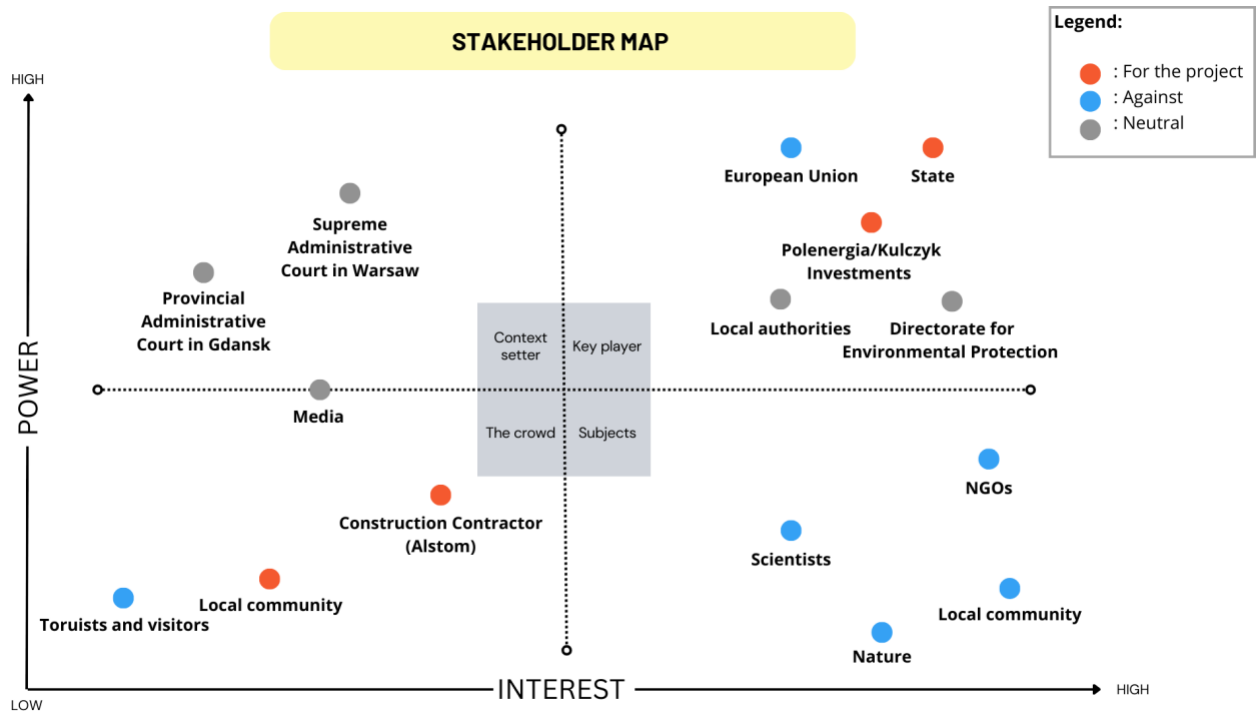 STAKEHOLDER MAP
Legend:
: For the project
: Against
: Neutral
HIGH
European Union
State
Supreme
Administrative
Court in Warsaw
Polenergia/Kulczyk
Investments
Provincial
Administrative
Court in Gdansk
Local authorities
Directorate for
Environmental Protection
Context
setter
Key player
POWER
Media
The crowd
Subjects
NGOs
Construction Contractor
(Alstom)
Scientists
Local community
Toruists and visitors
Local community
Nature
INTEREST
HIGH
LOW